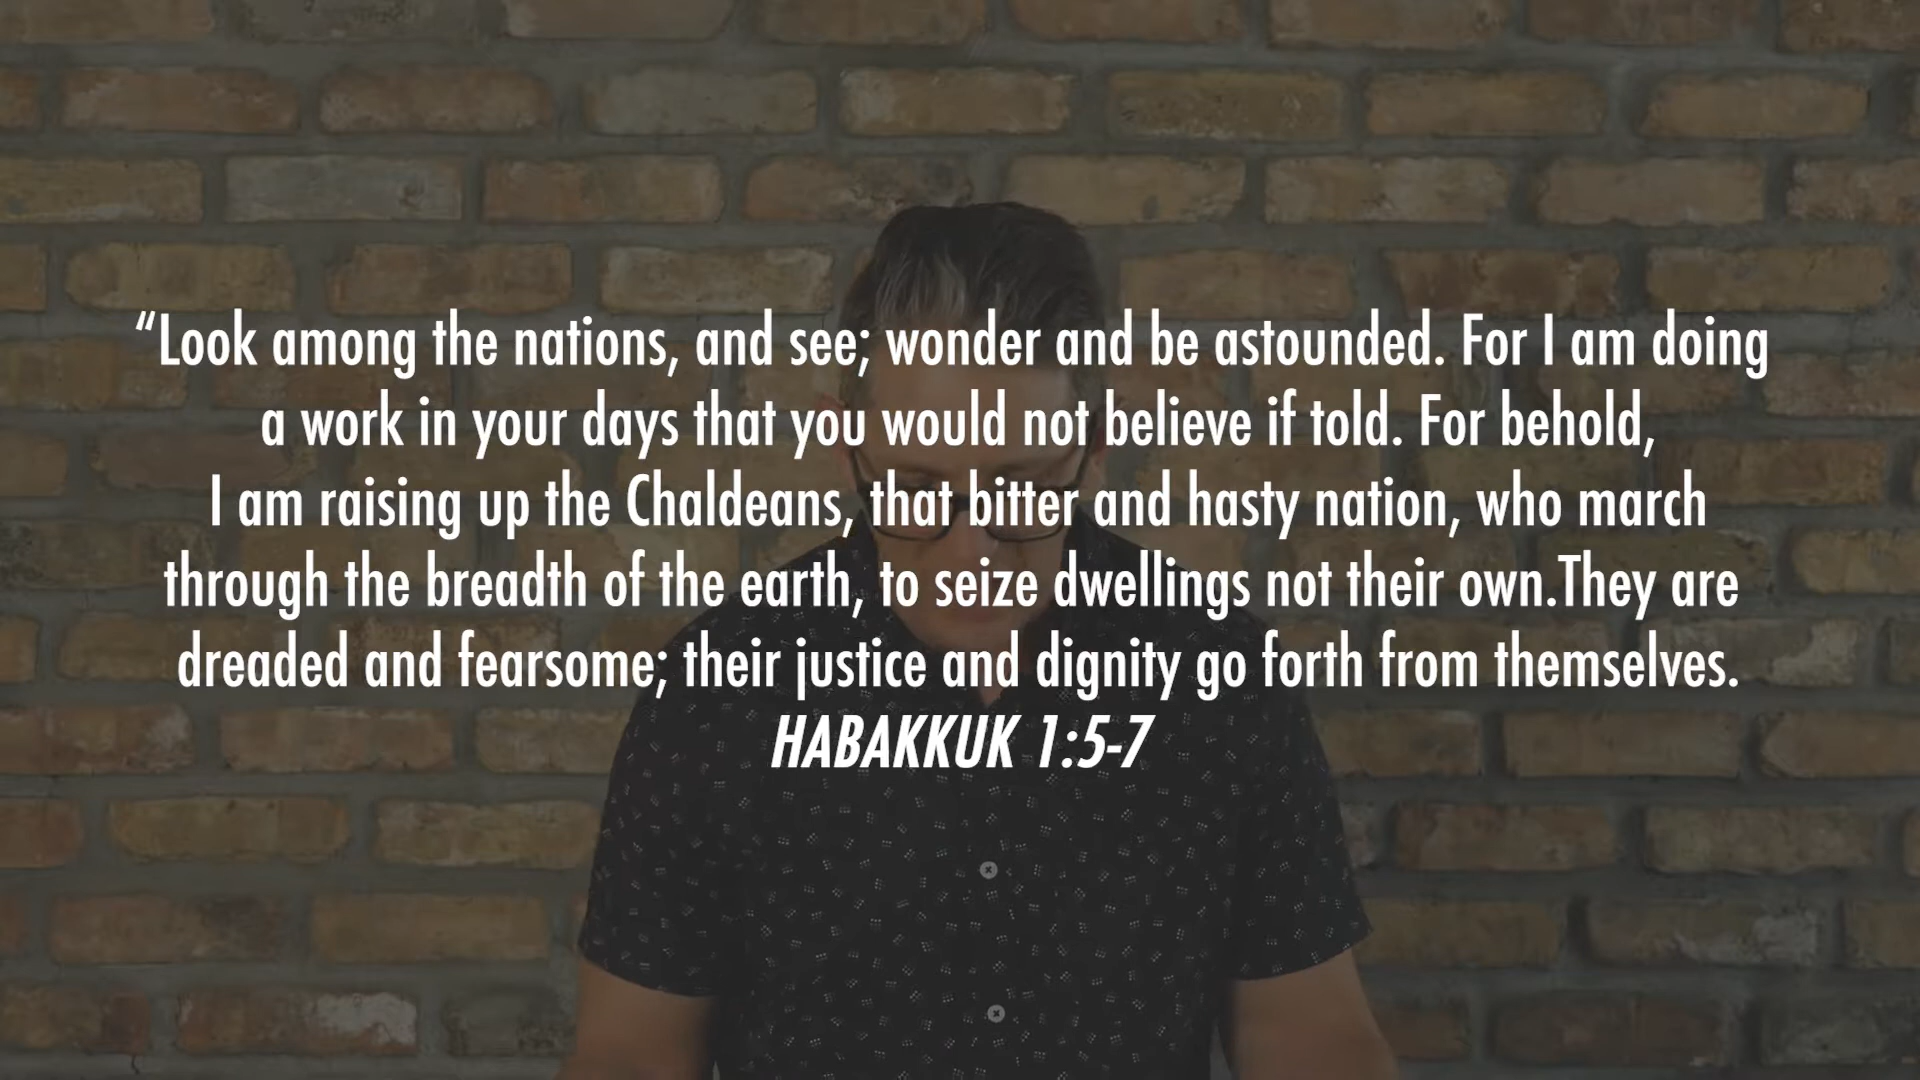 “Look among the nations, and see; wonder and be astounded. For I am doing
a work in your days that you would not believe if told. For behold,
I am raising up the Chaldeans, that bitter and hasty nation, who march
through the breadth of the earth, to seize dwellings not their own.They are
dreaded and fearsome; their justice and dignity go forth from themselves.
HABAKKUK 1:5-7